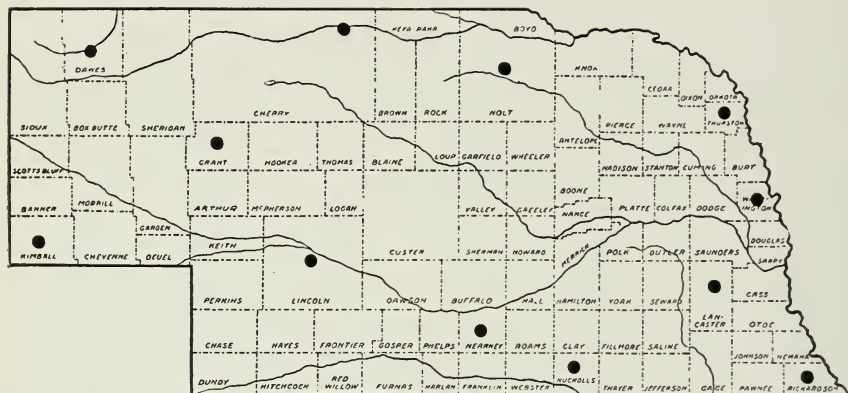 KEYA PAHA
BOYD
DAWES
KNOX
CEDAR
DIXON
DAKOTA
CHERRY
BROWN
ROCK
HOLT
PIERCE
WAYNE
THURSTON
SIOUX
BOX BUTTE
SHERIDAN
ANTELOPE
GRANT
HOOKER
THOMAS
BLAINE
LOUP
GARFIELD
WHEELER
MADISON
STANTON
CUMING
BURT
SCOTTS BLUFF
BANNER
MORRILL
GARDEN
ARTHUR
McPHERSON
LOGAN
VALLEY
GREELEY
BOONE
NANCE
PLATTE
COLFAX
DODGE
WASH
INGTON
KEITH
CUSTER
SHERMAN
HOWARD
MERRICK
POLK
BUTLER
SAUNDERS
DOUGLAS
SARPY
KIMBALL
CHEYENNE
DEUEL
PERKINS
LINCOLN
DAWSON
BUFFALO
HALL
HAMILTON
YORK
SEWARD
LAN-
CASTER
CASS
OTOE
CHASE
HAYES
FRONTIER
GOSPER
PHELPS
KEARNEY
ADAMS
CLAY
FILLMORE
SALINE
JOHNSON
NEMAHA
DUNDY
HITCHCOCK
RED
WILLOW
FURNAS
HARLAN
FRANKLIN
WEBSTER
NUCKOLLS
THAYER
JEFFERSON
GAGE
PAWNEE
RICHARDSON